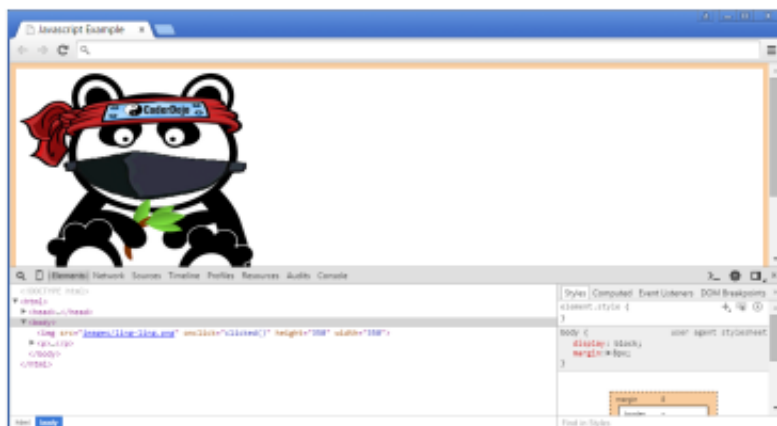 Javascript Example
CoderDojo
Elements Network Sources Timeline Profiles Resources Audits Console
<!DOCTYPE html>
<html>
<head>…</head>
<body>
<img src="images/ling-ling.png" onclick="clicked()" height="350" width="350">
<p>…</p>
</body>
</html>
Styles Computed Event Listeners DOM Breakpoints
element.style {
}
body { user agent stylesheet
display: block;
margin: 8px;
}
margin 8
border
html body
Find in Styles